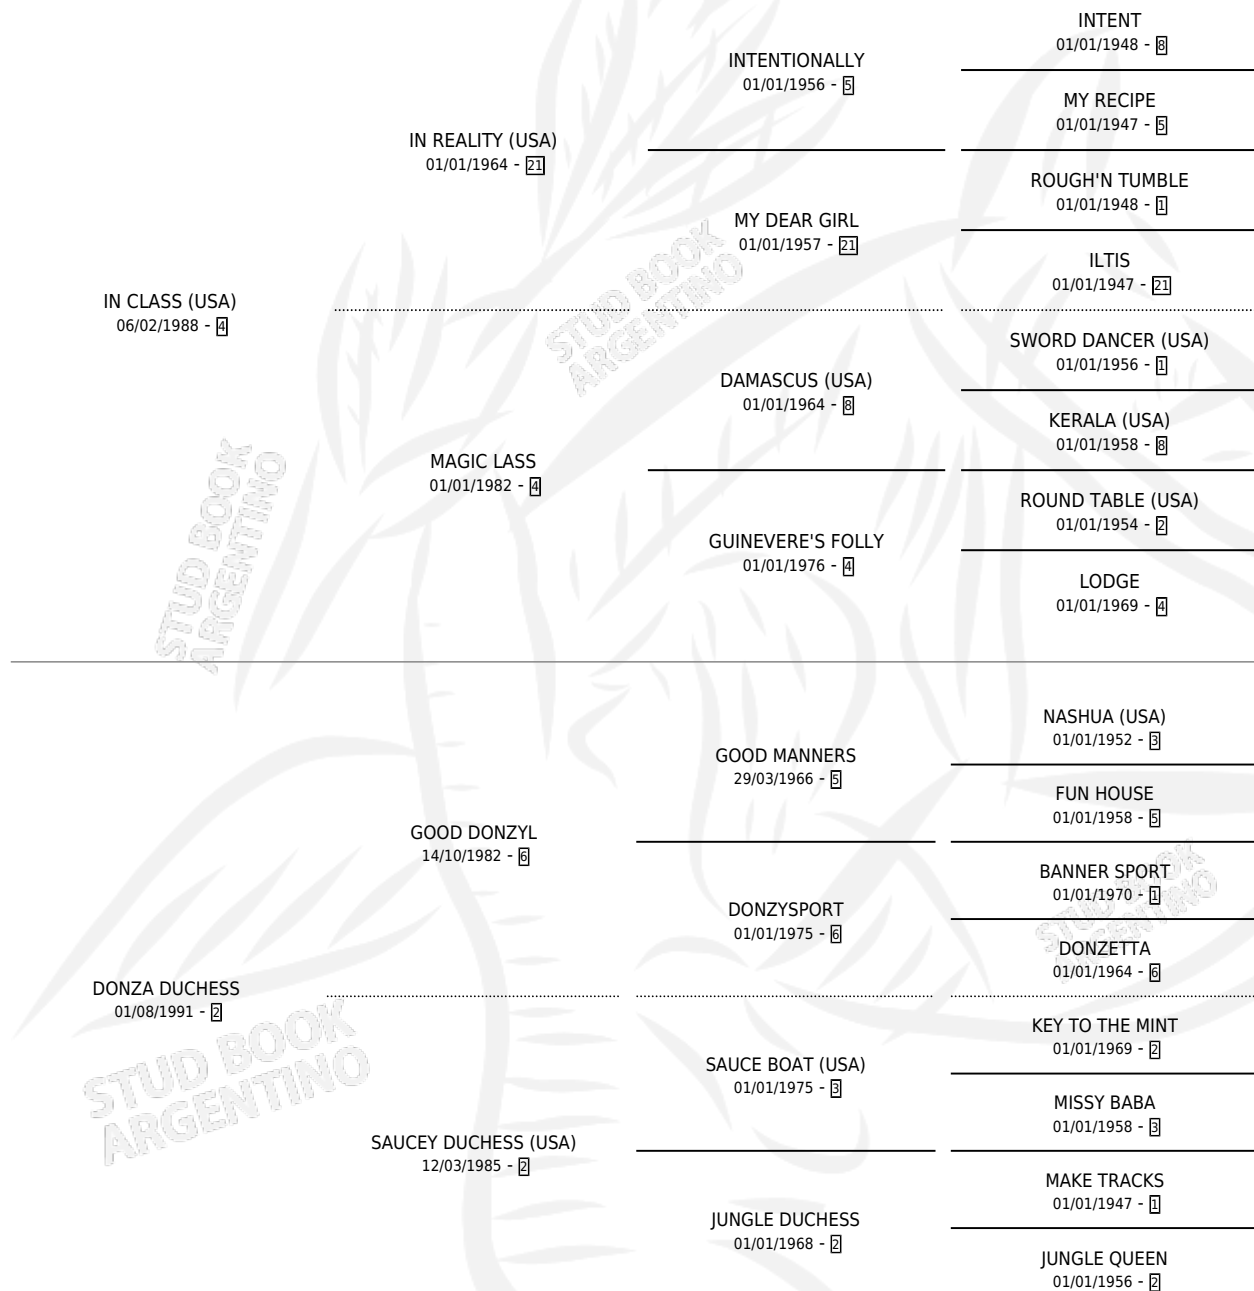 INTENT
01/01/1948 - 8
INTENTIONALLY
01/01/1956 - 5
MY RECIPE
01/01/1947 - 5
IN REALITY (USA)
01/01/1964 - 21
ROUGH'N TUMBLE
01/01/1948 - 1
MY DEAR GIRL
01/01/1957 - 21
ILTIS
01/01/1947 - 21
IN CLASS (USA)
06/02/1988 - 4
SWORD DANCER (USA)
01/01/1956 - 1
DAMASCUS (USA)
01/01/1964 - 8
KERALA (USA)
01/01/1958 - 8
MAGIC LASS
01/01/1982 - 4
ROUND TABLE (USA)
01/01/1954 - 2
GUINEVERE'S FOLLY
01/01/1976 - 4
LODGE
01/01/1969 - 4
NASHUA (USA)
01/01/1952 - 3
GOOD MANNERS
29/03/1966 - 5
FUN HOUSE
01/01/1958 - 5
GOOD DONZYL
14/10/1982 - 6
BANNER SPORT
01/01/1970 - 1
DONZYSPORT
01/01/1975 - 6
DONZETTA
01/01/1964 - 6
DONZA DUCHESS
01/08/1991 - 2
KEY TO THE MINT
01/01/1969 - 2
SAUCE BOAT (USA)
01/01/1975 - 3
MISSY BABA
01/01/1958 - 3
SAUCEY DUCHESS (USA)
12/03/1985 - 2
MAKE TRACKS
01/01/1947 - 1
JUNGLE DUCHESS
01/01/1968 - 2
JUNGLE QUEEN
01/01/1956 - 2
STUD BOOK
ARGENTINO
STUD BOOK
ARGENTINO
STUD BOOK
ARGENTINO
STUD BOOK
ARGENTINO